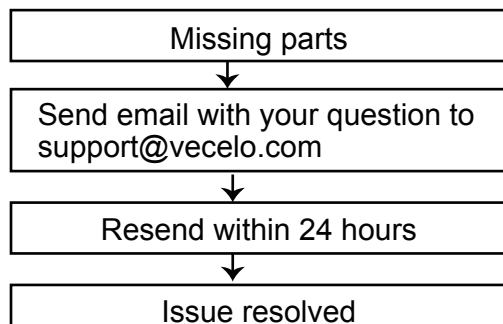 Missing parts
Send email with your question to
support@vecelo.com
Resend within 24 hours
Issue resolved